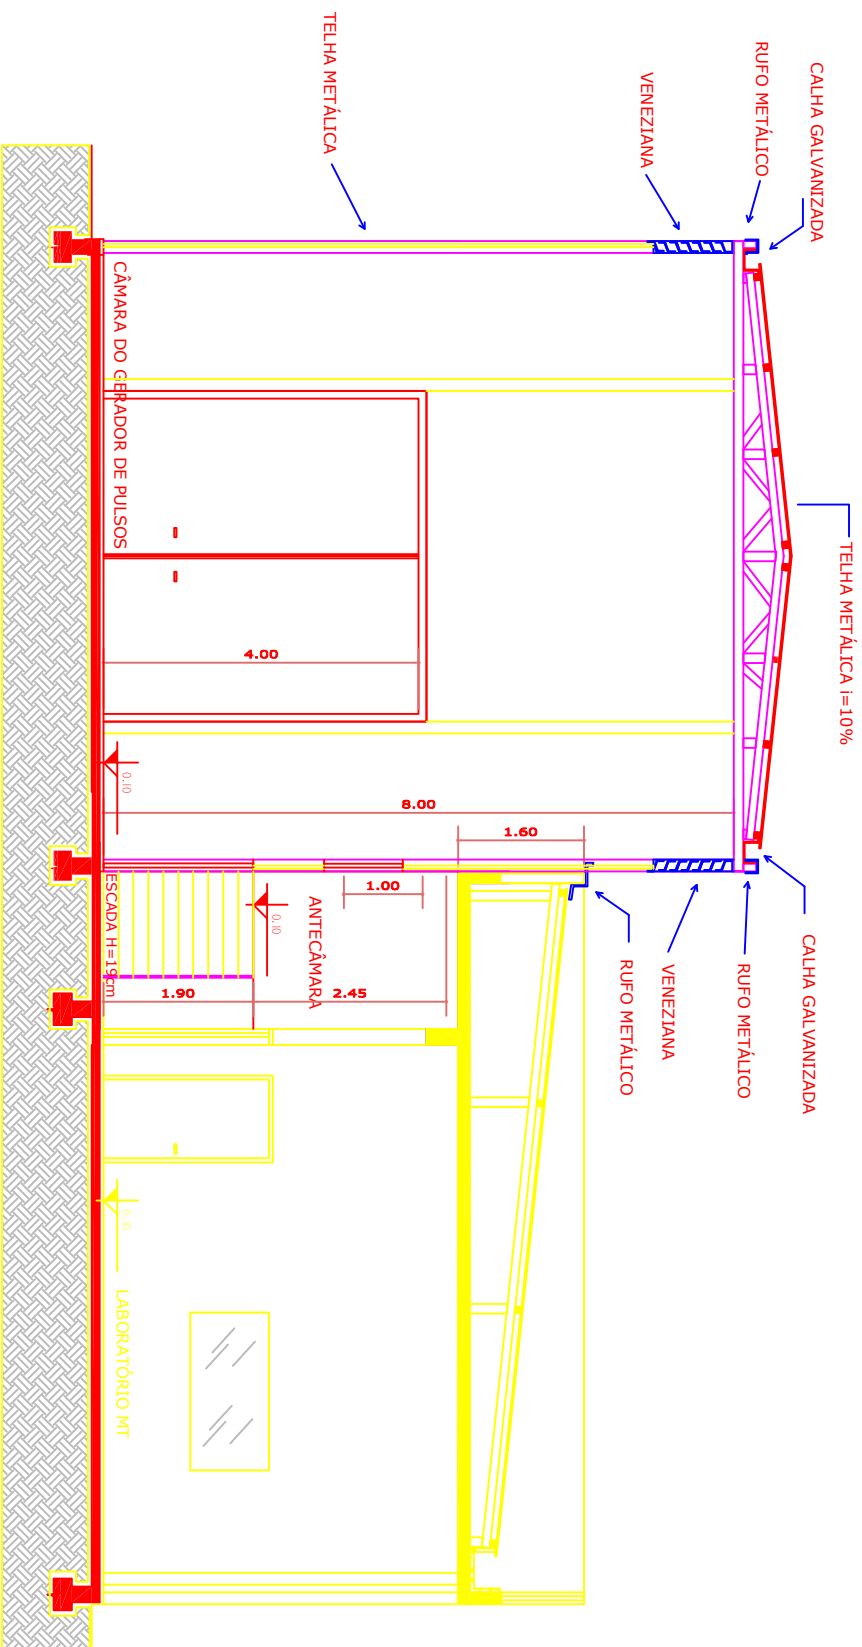 CALHA GALVANIZADA
RUFO METÁLICO
VENEZIANA
TELHA METÁLICA
TELHA METÁLICA i=10%
CALHA GALVANIZADA
RUFO METÁLICO
VENEZIANA
RUFO METÁLICO
1.60
8.00
4.00
1.00
2.45
1.90
ANTECÂMARA
0.10
0.10
0.10
CÂMARA DO GERADOR DE PULSOS
ESCADA H=19cm
LABORATÓRIO MT